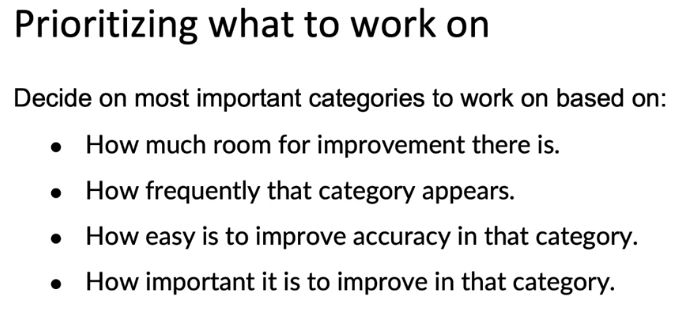 Prioritizing what to work on
Decide on most important categories to work on based on:
• How much room for improvement there is.
• How frequently that category appears.
• How easy is to improve accuracy in that category.
• How important it is to improve in that category.